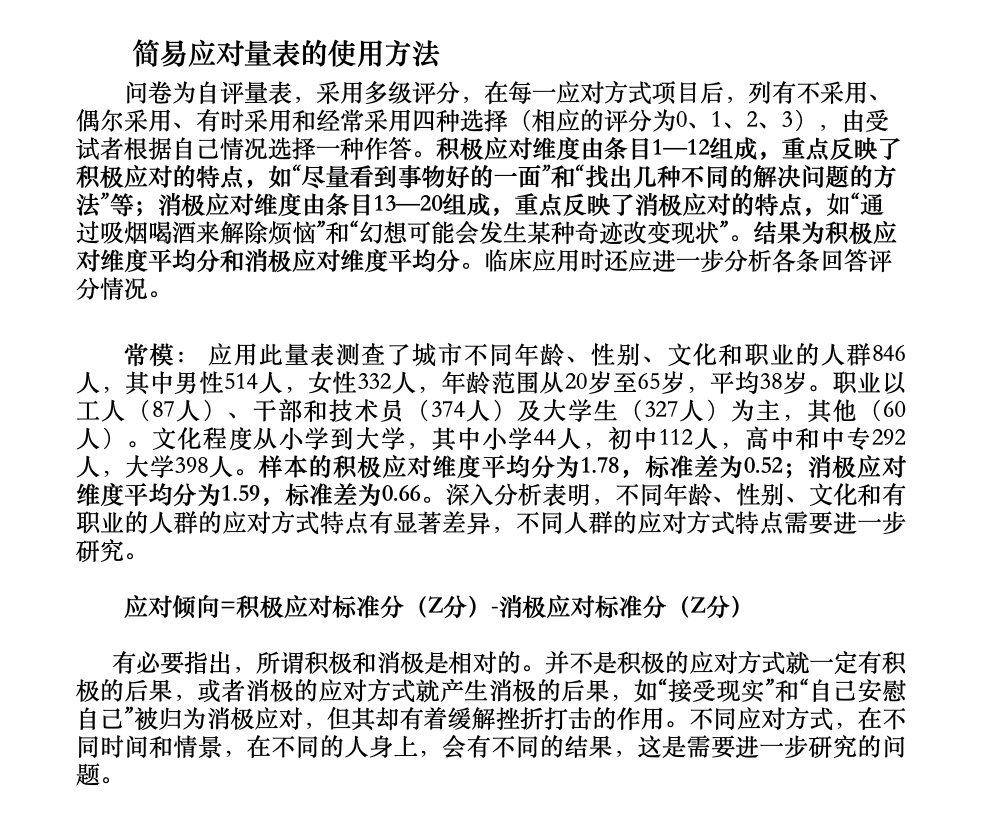 简易应对量表的使用方法
问卷为自评量表，采用多级评分，在每一应对方式项目后，列有不采用、
偶尔采用、有时采用和经常采用四种选择（相应的评分为0、1、2、3），由受
试者根据自己情况选择一种作答。积极应对维度由条目1—12组成，重点反映了
积极应对的特点，如“尽量看到事物好的一面”和“找出几种不同的解决问题的方
法”等；消极应对维度由条目13—20组成，重点反映了消极应对的特点，如“通
过吸烟喝酒来解除烦恼”和“幻想可能会发生某种奇迹改变现状”。结果为积极应
对维度平均分和消极应对维度平均分。临床应用时还应进一步分析各条回答评
分情况。
常模： 应用此量表测查了城市不同年龄、性别、文化和职业的人群846
人，其中男性514人，女性332人，年龄范围从20岁至65岁，平均38岁。职业以
工人（87人）、干部和技术员（374人）及大学生（327人）为主，其他（60
人）。文化程度从小学到大学，其中小学44人，初中112人，高中和中专292
人，大学398人。样本的积极应对维度平均分为1.78，标准差为0.52；消极应对
维度平均分为1.59，标准差为0.66。深入分析表明，不同年龄、性别、文化和有
职业的人群的应对方式特点有显著差异，不同人群的应对方式特点需要进一步
研究。
应对倾向=积极应对标准分（Z分）-消极应对标准分（Z分）
有必要指出，所谓积极和消极是相对的。并不是积极的应对方式就一定有积
极的后果，或者消极的应对方式就产生消极的后果，如“接受现实”和“自己安慰
自己”被归为消极应对，但其却有着缓解挫折打击的作用。不同应对方式，在不
同时间和情景，在不同的人身上，会有不同的结果，这是需要进一步研究的问
题。